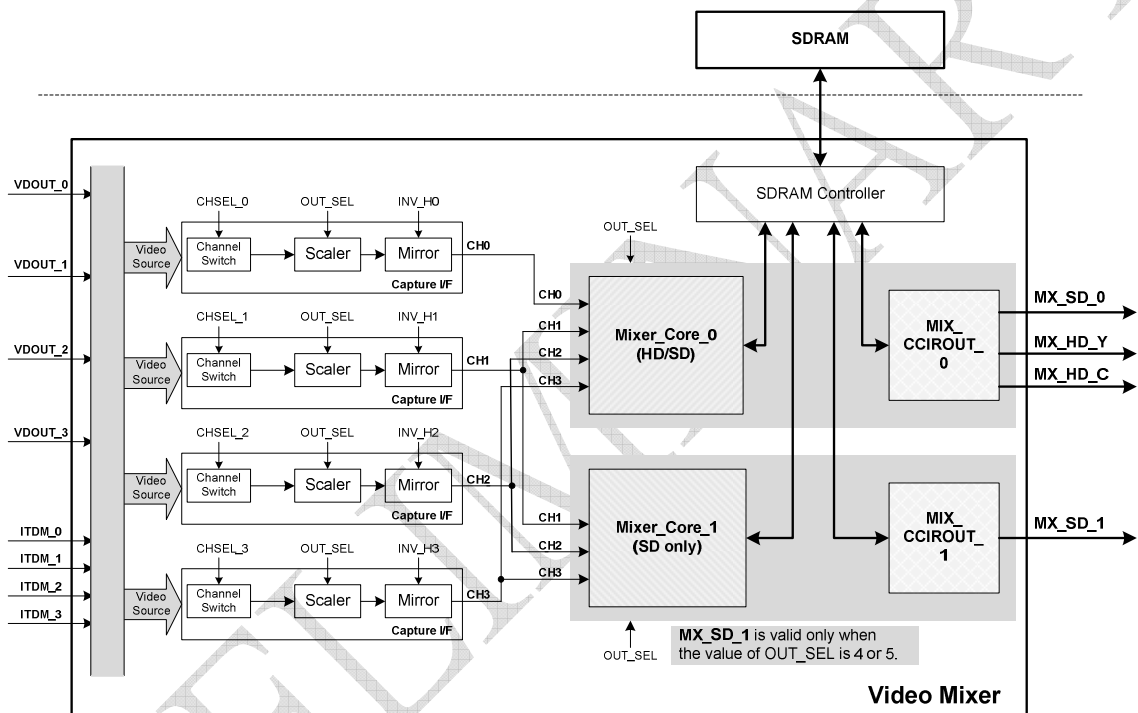 SDRAM
SDRAM Controller
VDOUT_0
VDOUT_1
VDOUT_2
VDOUT_3
ITDM_0
ITDM_1
ITDM_2
ITDM_3
Video
Source
CHSEL_0
OUT_SEL
INV_H0
Channel
Switch
Scaler
Mirror
Capture I/F
CH0
Video
Source
CHSEL_1
OUT_SEL
INV_H1
Channel
Switch
Scaler
Mirror
Capture I/F
CH1
Video
Source
CHSEL_2
OUT_SEL
INV_H2
Channel
Switch
Scaler
Mirror
Capture I/F
CH2
Video
Source
CHSEL_3
OUT_SEL
INV_H3
Channel
Switch
Scaler
Mirror
Capture I/F
CH3
OUT_SEL
CH0
CH1
CH2
CH3
Mixer_Core_0
(HD/SD)
MIX_
CCIROUT_
0
MX_SD_0
MX_HD_Y
MX_HD_C
CH1
CH2
CH3
Mixer_Core_1
(SD only)
MIX_
CCIROUT_
1
MX_SD_1
OUT_SEL
MX_SD_1 is valid only when
the value of OUT_SEL is 4 or 5.
Video Mixer